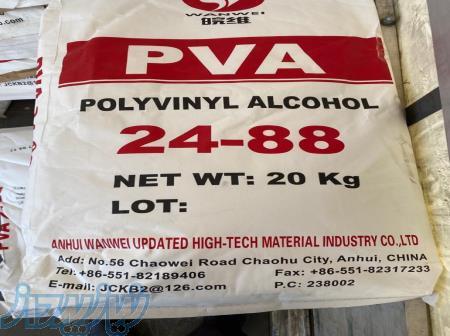 WANWEI
皖维
PVA
POLYVINYL ALCOHOL
24-88
NET WT: 20 Kg
LOT:
ANHUI WANWEI UPDATED HIGH-TECH MATERIAL INDUSTRY CO.,LTD
Add: No.56 Chaowei Road Chaohu City, Anhui, CHINA
Tel: +86-551-82189406 Fax: +86-551-82317233
E-mail: JCKB2@126.com P.C: 238002
PVA